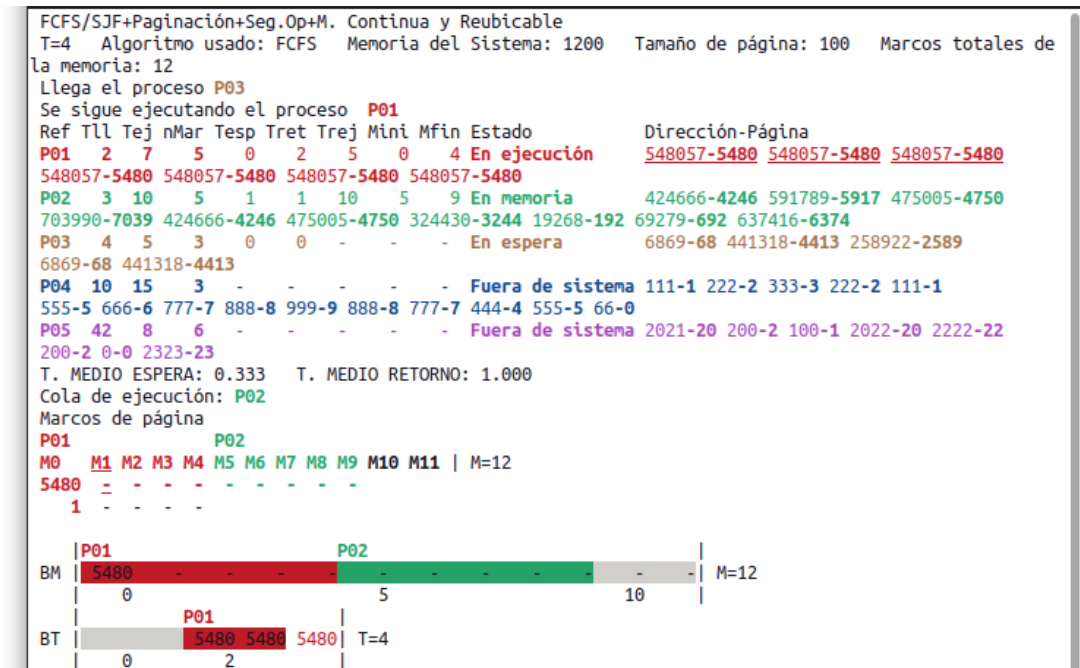 FCFS/SJF+Paginación+Seg.Op+M. Continua y Reubicable
T=4 Algoritmo usado: FCFS Memoria del Sistema: 1200 Tamaño de página: 100 Marcos totales de
la memoria: 12
Llega el proceso P03
Se sigue ejecutando el proceso P01
Ref Tll Tej nMar Tesp Tret Trej Mini Mfin Estado Dirección-Página
P01 2 7 5 0 2 5 0 4 En ejecución 548057-5480 548057-5480 548057-5480
548057-5480 548057-5480 548057-5480 548057-5480
P02 3 10 5 1 1 10 5 9 En memoria 424666-4246 591789-5917 475005-4750
703990-7039 424666-4246 475005-4750 324430-3244 19268-192 69279-692 637416-6374
P03 4 5 3 0 0 - - - En espera 6869-68 441318-4413 258922-2589
6869-68 441318-4413
P04 10 15 3 - - - - - Fuera de sistema 111-1 222-2 333-3 222-2 111-1
555-5 666-6 777-7 888-8 999-9 888-8 777-7 444-4 555-5 66-0
P05 42 8 6 - - - - - Fuera de sistema 2021-20 200-2 100-1 2022-20 2222-22
200-2 0-0 2323-23
T. MEDIO ESPERA: 0.333 T. MEDIO RETORNO: 1.000
Cola de ejecución: P02
Marcos de página
P01 P02
M0 M1 M2 M3 M4 M5 M6 M7 M8 M9 M10 M11 | M=12
5480 - - - - - - - - -
1 - - - -
|P01 P02 |
BM | 5480 - - - - - - - - - - -| M=12
| 0 5 10 |
| P01 |
BT | 5480 5480 5480| T=4
| 0 2 |